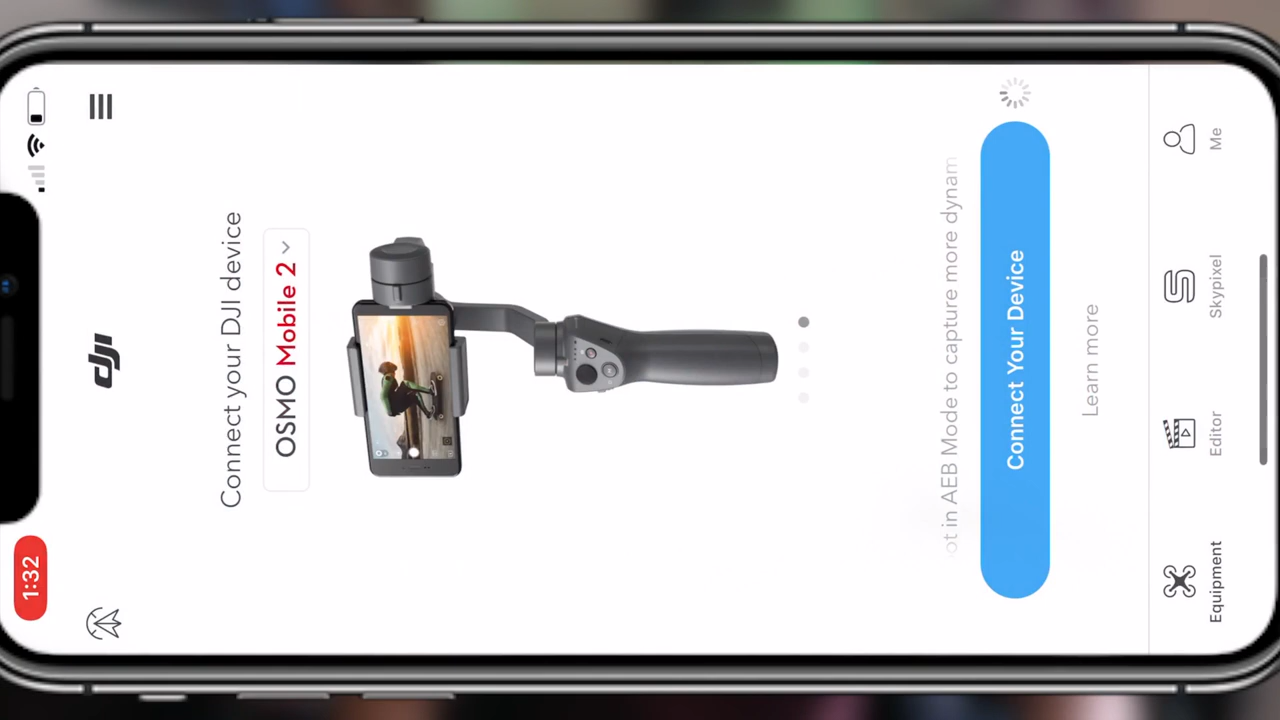 1:32
dji
Connect your DJI device
OSMO Mobile 2
ot in AEB Mode to capture more dynam
Connect Your Device
Learn more
Equipment
Editor
Skypixel
Me